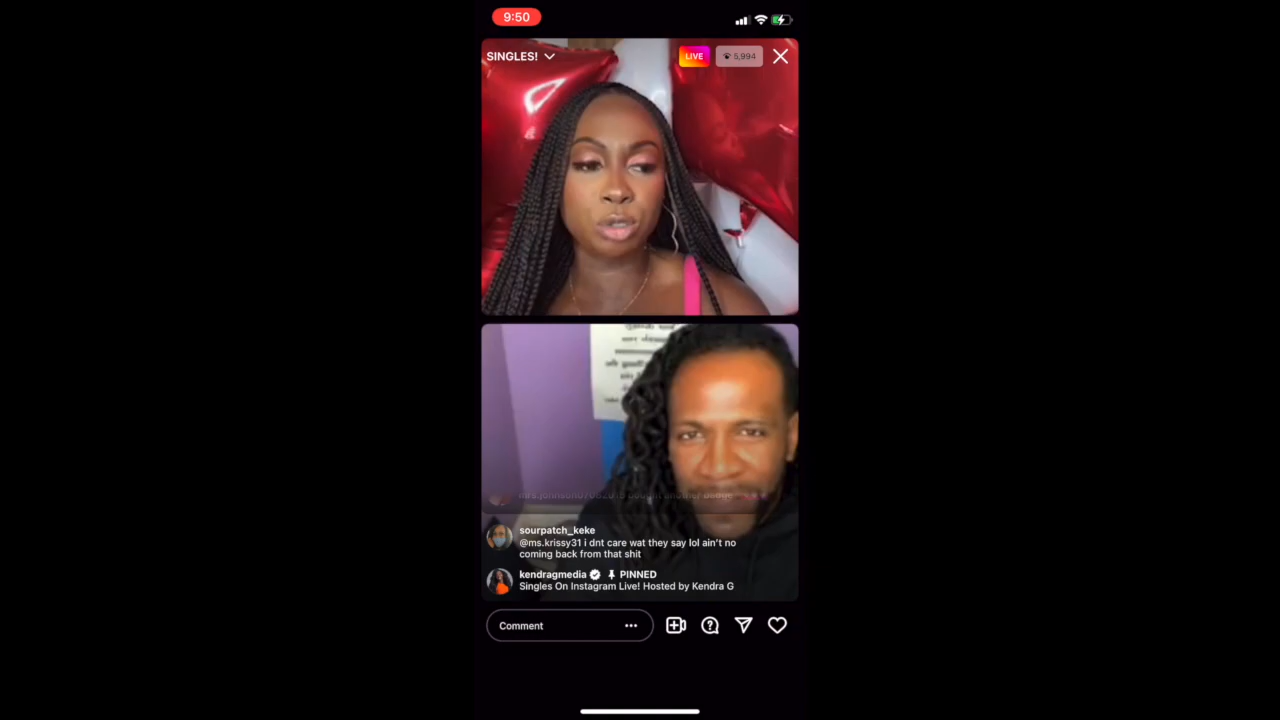 9:50
SINGLES!
LIVE
5,994
sourpatch_keke
@ms.krissy31 i dnt care wat they say lol ain't no
coming back from that shit
kendragmedia PINNED
Singles On Instagram Live! Hosted by Kendra G
Comment